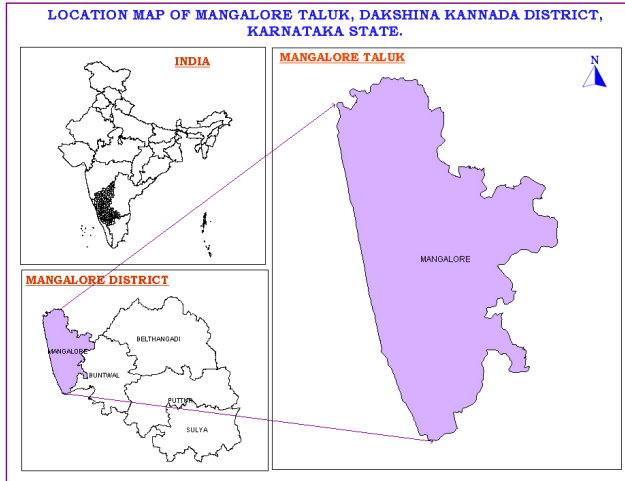 LOCATION MAP OF MANGALORE TALUK, DAKSHINA KANNADA DISTRICT,
KARNATAKA STATE.
INDIA
MANGALORE TALUK
N
MANGALORE
MANGALORE DISTRICT
BELTHANGADI
MANGALORE
BUNTWAL
PUTTUR
SULYA